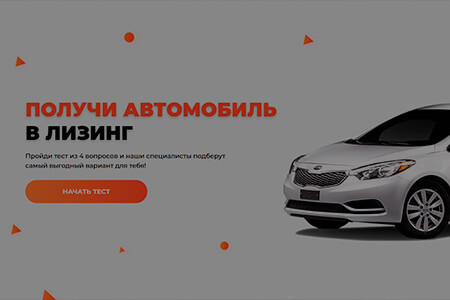 ПОЛУЧИ АВТОМОБИЛЬ
В ЛИЗИНГ
Пройди тест из 4 вопросов и наши специалисты подберут
самый выгодный вариант для тебя!
НАЧАТЬ ТЕСТ